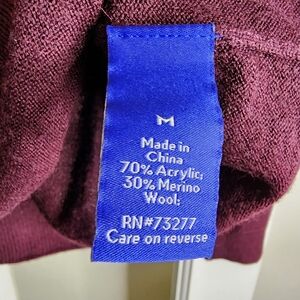 M
Made in
China
70% Acrylic;
30% Merino
Wool;
RN#73277
Care on reverse